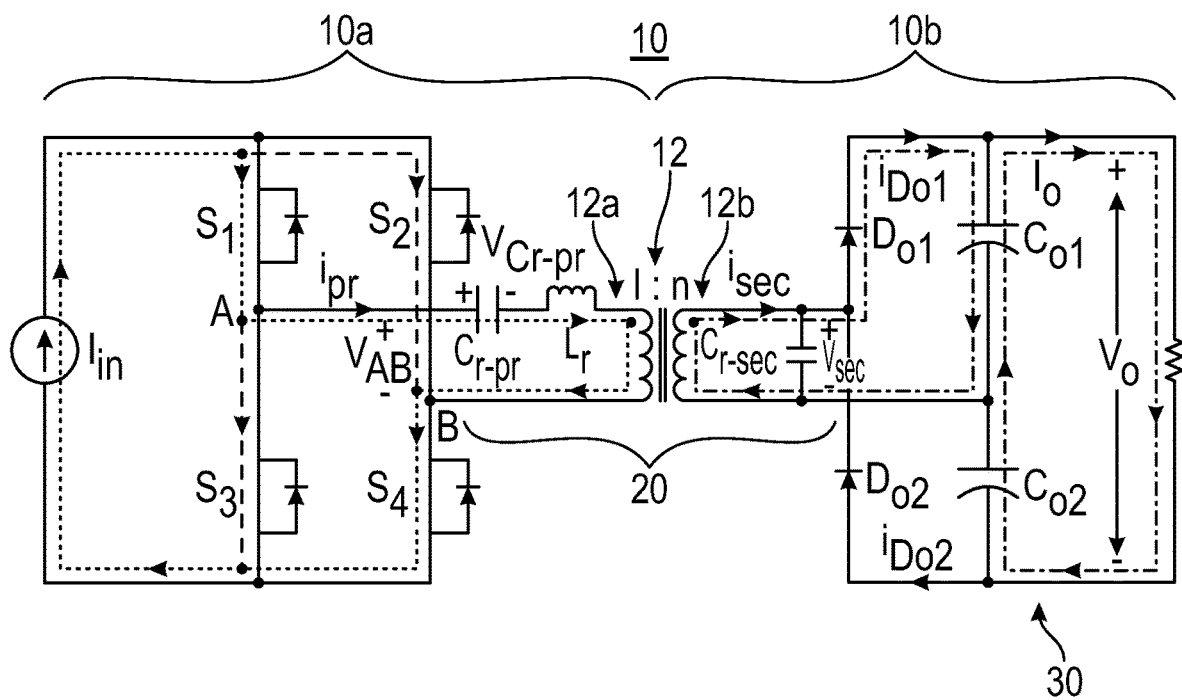 10a
10
10b
12
12a
12b
S1
S2
VCr-pr
ipr
l : n
isec
iDo1
Io
+
Do1
Co1
A
+
-
+
VAB
-
Cr-pr
Lr
Cr-sec
+
Vsec
-
Iin
Vo
B
S3
S4
20
Do2
Co2
iDo2
-
30